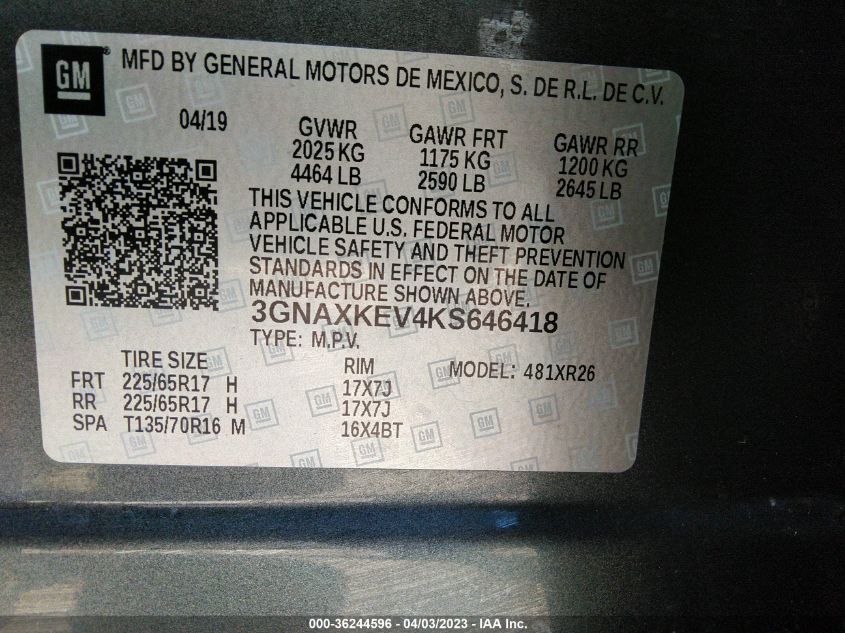 GM
MFD BY GENERAL MOTORS DE MEXICO, S. DE R.L. DE C.V.
04/19
GVWR GAWR FRT GAWR RR
2025 KG 1175 KG 1200 KG
4464 LB 2590 LB 2645 LB
THIS VEHICLE CONFORMS TO ALL
APPLICABLE U.S. FEDERAL MOTOR
VEHICLE SAFETY AND THEFT PREVENTION
STANDARDS IN EFFECT ON THE DATE OF
MANUFACTURE SHOWN ABOVE.
3GNAXKEV4KS646418
TYPE: M.P.V.
TIRE SIZE RIM MODEL: 481XR26
FRT 225/65R17 H 17X7J
RR 225/65R17 H 17X7J
SPA T135/70R16 M 16X4BT
000-36244596 - 04/03/2023 - IAA Inc.